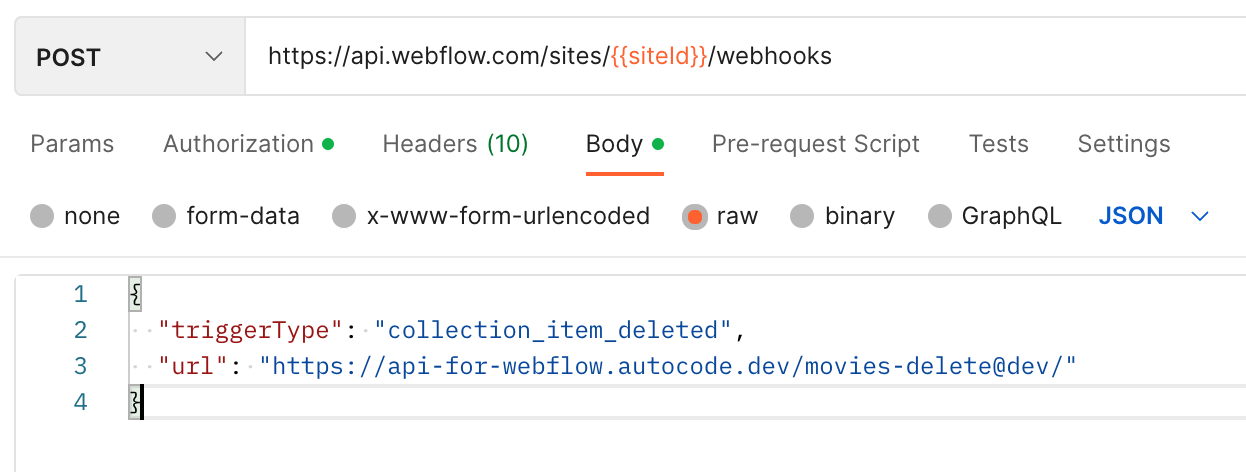 POST https://api.webflow.com/sites/{{siteId}}/webhooks
Params Authorization Headers (10) Body Pre-request Script Tests Settings
none form-data x-www-form-urlencoded raw binary GraphQL JSON
1 {
2 "triggerType": "collection_item_deleted",
3 "url": "https://api-for-webflow.autocode.dev/movies-delete@dev/"
4 }